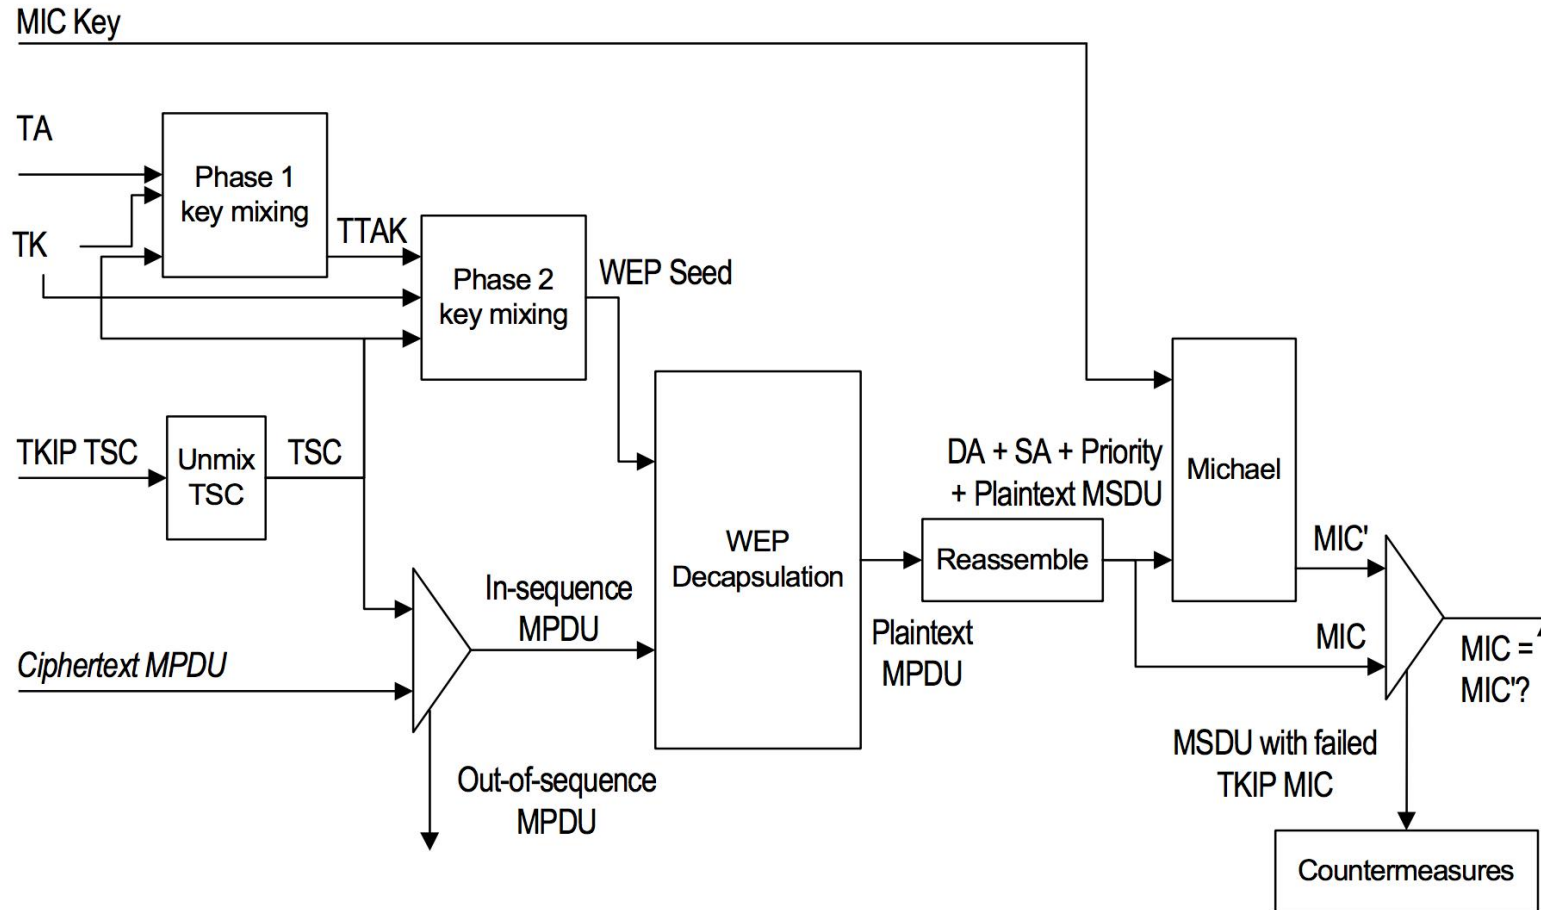 MIC Key
TA
Phase 1
key mixing
TK
TTAK
Phase 2
key mixing
WEP Seed
TKIP TSC
Unmix
TSC
TSC
DA + SA + Priority
+ Plaintext MSDU
Michael
WEP
Decapsulation
Reassemble
MIC'
In-sequence
MPDU
Ciphertext MPDU
Plaintext
MPDU
MIC
MIC =
MIC'?
Out-of-sequence
MPDU
MSDU with failed
TKIP MIC
Countermeasures